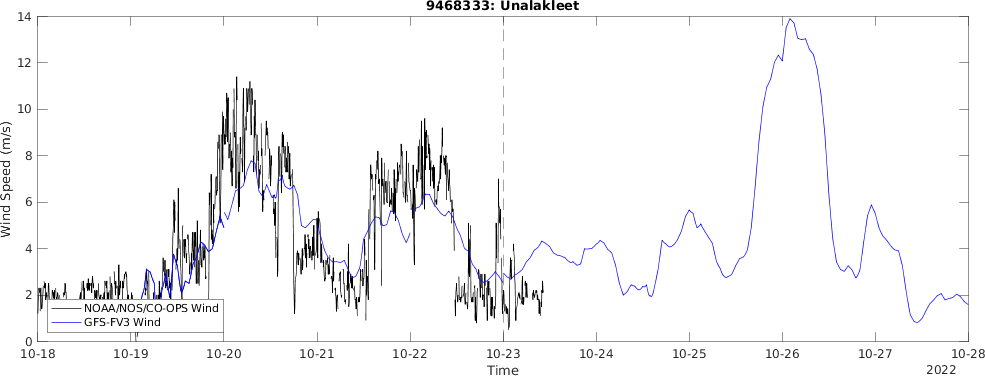 9468333: Unalakleet
14
12
10
8
6
4
2
0
Wind Speed (m/s)
NOAA/NOS/CO-OPS Wind
GFS-FV3 Wind
10-18 10-19 10-20 10-21 10-22 10-23 10-24 10-25 10-26 10-27 10-28
Time
2022